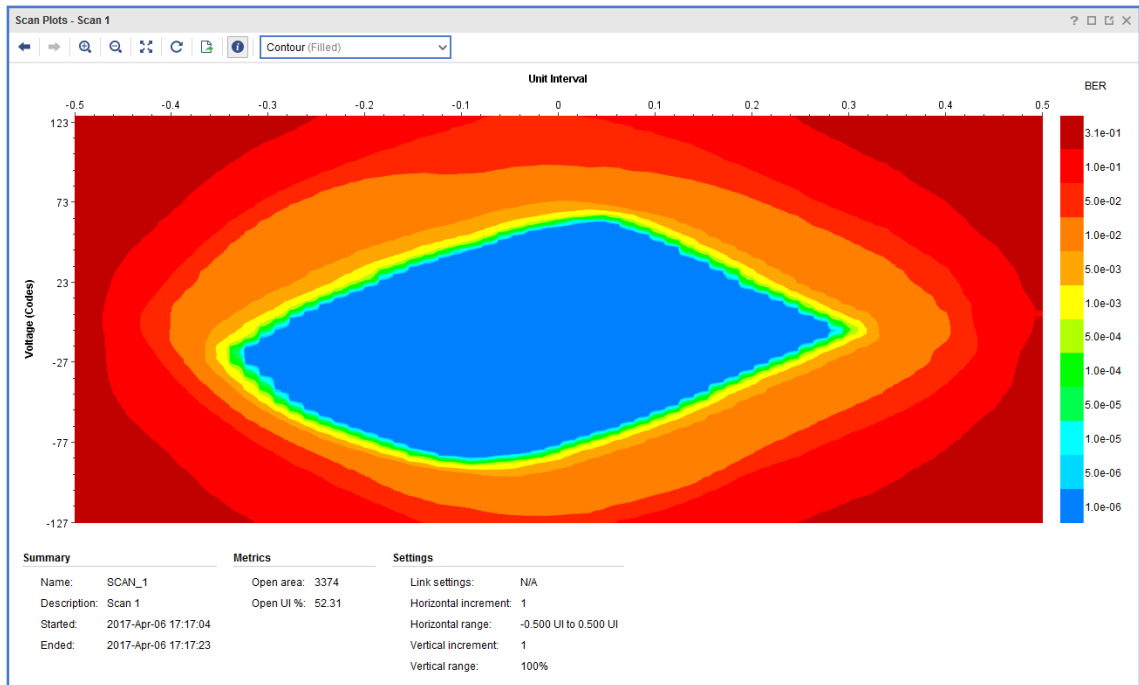 Scan Plots - Scan 1
Contour (Filled)
Unit Interval
BER
-0.5 -0.4 -0.3 -0.2 -0.1 0 0.1 0.2 0.3 0.4 0.5
Voltage (Codes)
123
73
23
-27
-77
-127
3.1e-01
1.0e-01
5.0e-02
1.0e-02
5.0e-03
1.0e-03
5.0e-04
1.0e-04
5.0e-05
1.0e-05
5.0e-06
1.0e-06
Summary
Name: SCAN_1
Description: Scan 1
Started: 2017-Apr-06 17:17:04
Ended: 2017-Apr-06 17:17:23
Metrics
Open area: 3374
Open UI %: 52.31
Settings
Link settings: N/A
Horizontal increment: 1
Horizontal range: -0.500 UI to 0.500 UI
Vertical increment: 1
Vertical range: 100%